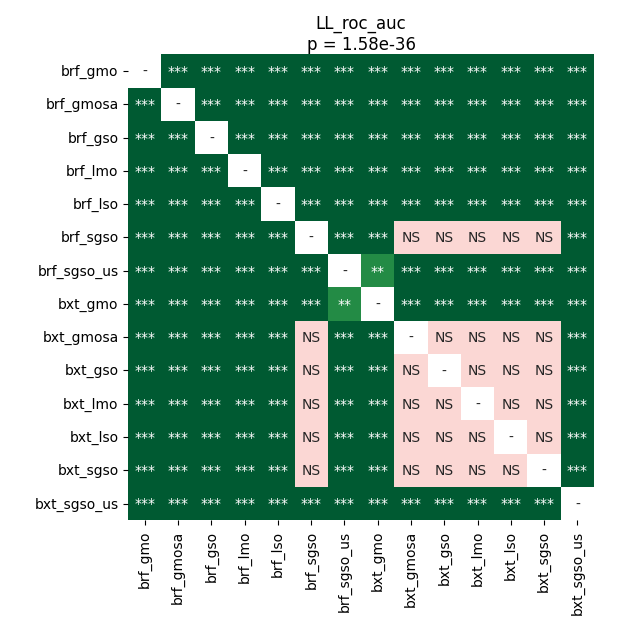 LL_roc_auc
p = 1.58e-36
brf_gmo - *** *** *** *** *** *** *** *** *** *** *** *** ***
brf_gmosa *** - *** *** *** *** *** *** *** *** *** *** *** ***
brf_gso *** *** - *** *** *** *** *** *** *** *** *** *** ***
brf_lmo *** *** *** - *** *** *** *** *** *** *** *** *** ***
brf_lso *** *** *** *** - *** *** *** *** *** *** *** *** ***
brf_sgso *** *** *** *** *** - *** *** NS NS NS NS NS ***
brf_sgso_us *** *** *** *** *** *** - ** *** *** *** *** *** ***
bxt_gmo *** *** *** *** *** *** ** - *** *** *** *** *** ***
bxt_gmosa *** *** *** *** *** NS *** *** - NS NS NS NS ***
bxt_gso *** *** *** *** *** NS *** *** NS - NS NS NS ***
bxt_lmo *** *** *** *** *** NS *** *** NS NS - NS NS ***
bxt_lso *** *** *** *** *** NS *** *** NS NS NS - NS ***
bxt_sgso *** *** *** *** *** NS *** *** NS NS NS NS - ***
bxt_sgso_us *** *** *** *** *** *** *** *** *** *** *** *** *** -
brf_gmo
brf_gmosa
brf_gso
brf_lmo
brf_lso
brf_sgso
brf_sgso_us
bxt_gmo
bxt_gmosa
bxt_gso
bxt_lmo
bxt_lso
bxt_sgso
bxt_sgso_us